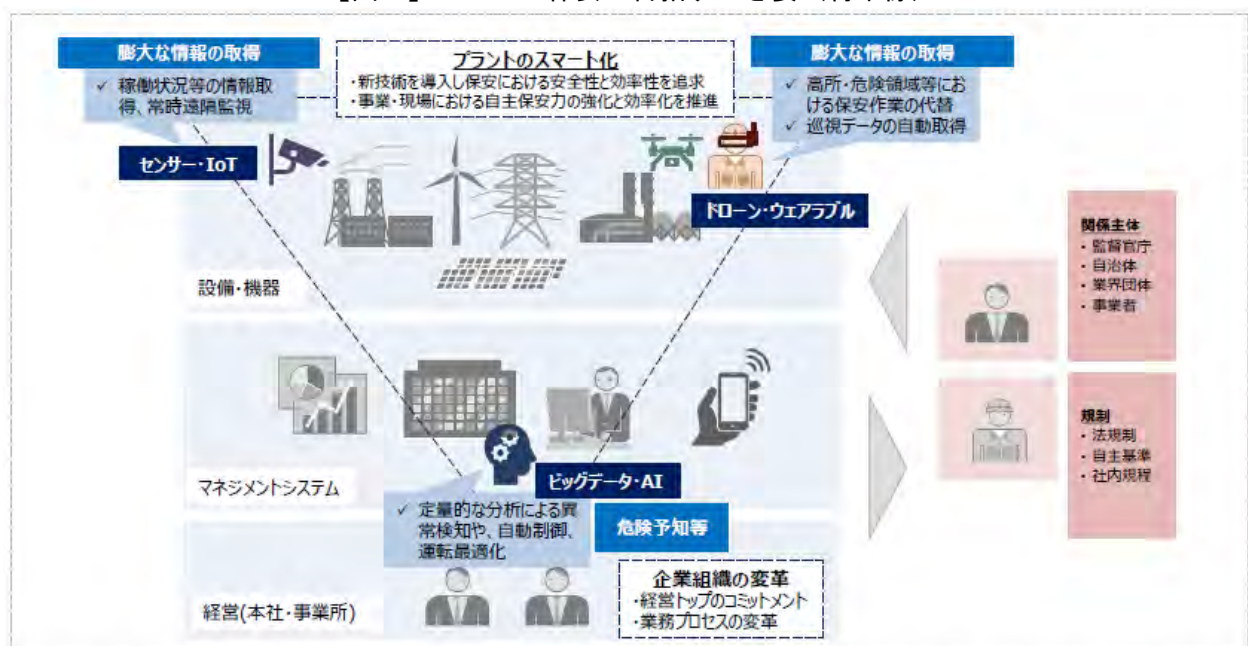 膨大な情報の取得
✓ 稼働状況等の情報取
得、常時遠隔監視
プラントのスマート化
・新技術を導入し保安における安全性と効率性を追求
・事業・現場における自主保安力の強化と効率化を推進
膨大な情報の取得
✓ 高所・危険領域等にお
ける保安作業の代替
✓ 巡視データの自動取得
センサー・IoT
ドローン・ウェアラブル
設備・機器
関係主体
・監督官庁
・自治体
・業界団体
・事業者
マネジメントシステム
ビッグデータ・AI
✓ 定量的な分析による異
常検知や、自動制御、
運転最適化
危険予知等
規制
・法規制
・自主基準
・社内規程
経営(本社・事業所)
企業組織の変革
・経営トップのコミットメント
・業務プロセスの変革